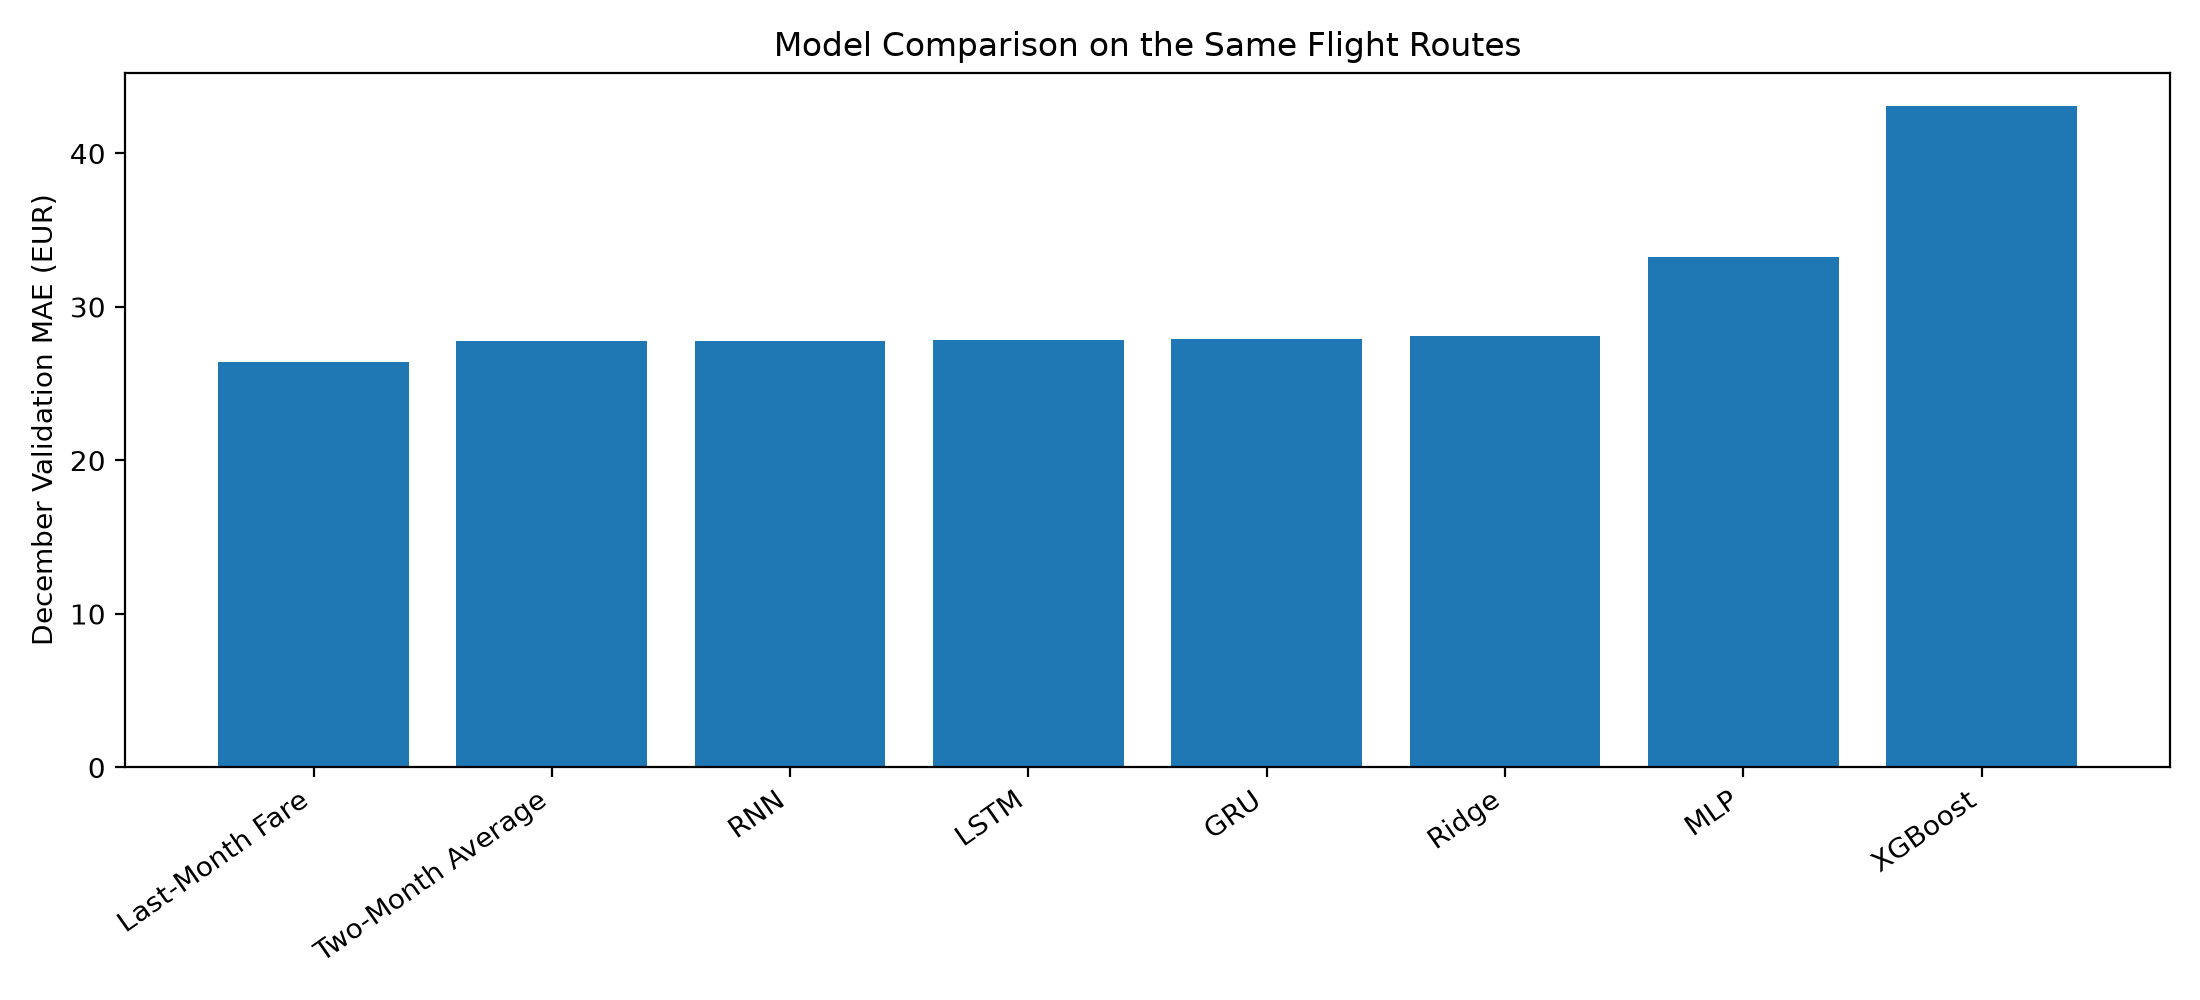 Model Comparison on the Same Flight Routes
December Validation MAE (EUR)
40
30
20
10
0
Last-Month Fare
Two-Month Average
RNN
LSTM
GRU
Ridge
MLP
XGBoost